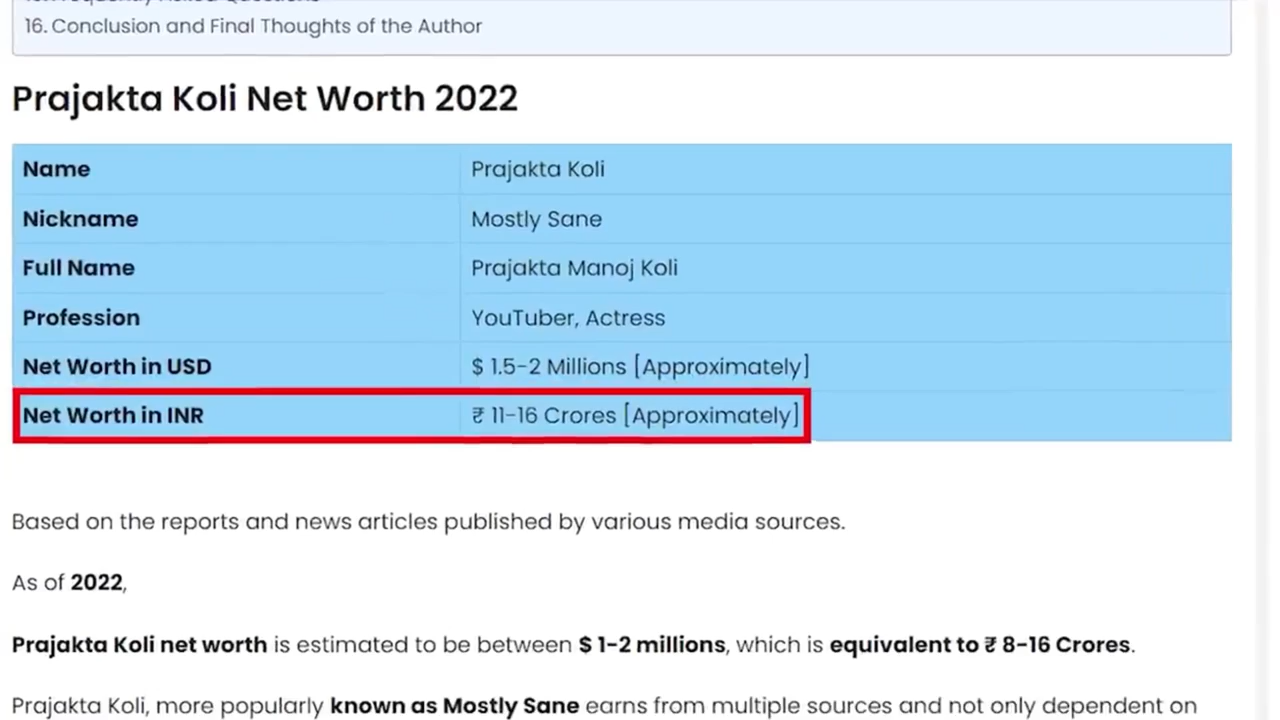 16. Conclusion and Final Thoughts of the Author
Prajakta Koli Net Worth 2022
Name Prajakta Koli
Nickname Mostly Sane
Full Name Prajakta Manoj Koli
Profession YouTuber, Actress
Net Worth in USD $ 1.5-2 Millions [Approximately]
Net Worth in INR ₹ 11-16 Crores [Approximately]
Based on the reports and news articles published by various media sources.
As of 2022,
Prajakta Koli net worth is estimated to be between $ 1-2 millions, which is equivalent to ₹ 8-16 Crores.
Prajakta Koli, more popularly known as Mostly Sane earns from multiple sources and not only dependent on